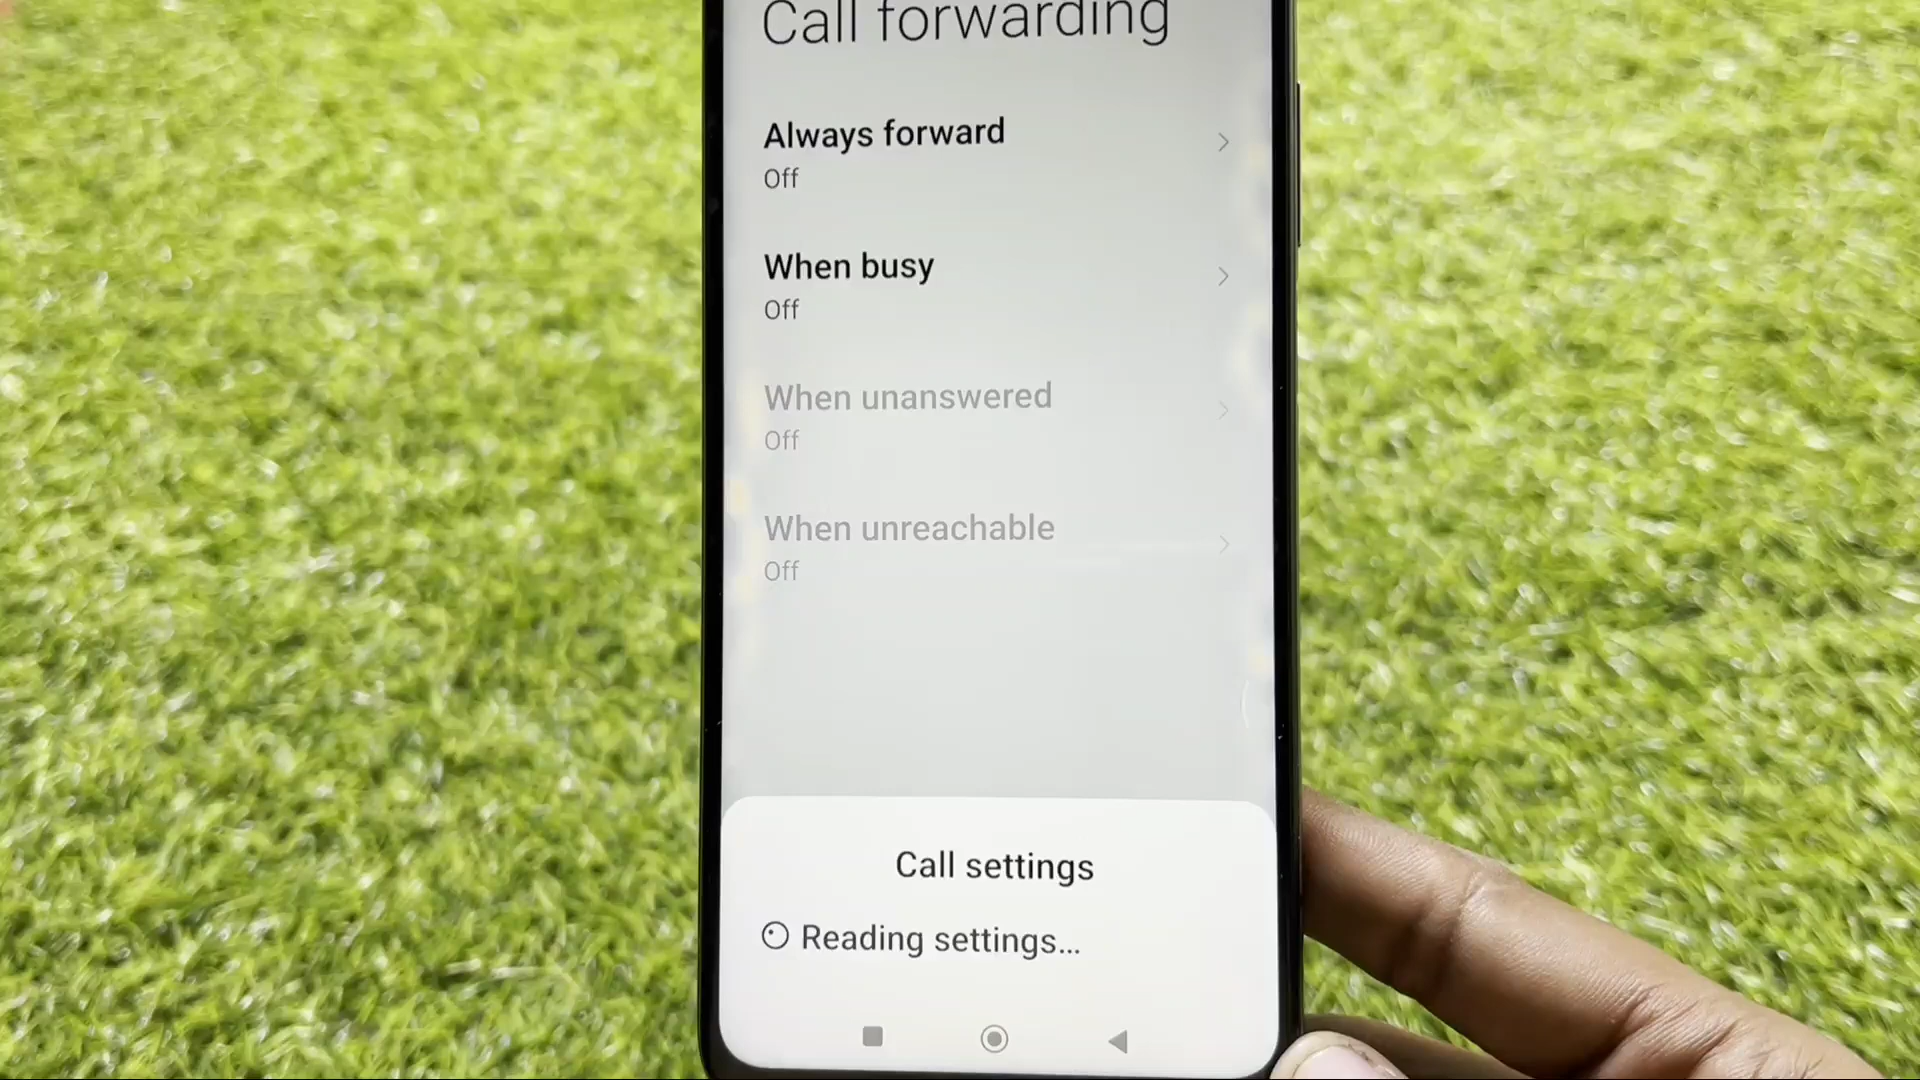 Call forwarding
Always forward
Off
When busy
Off
When unanswered
Off
When unreachable
Off
Call settings
Reading settings...